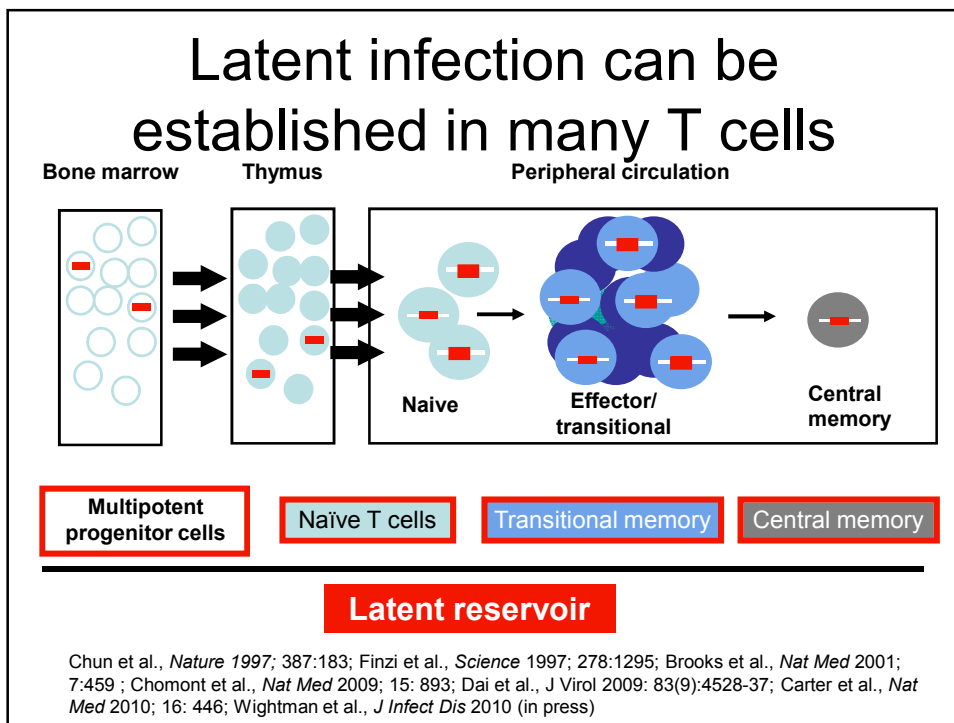 Latent infection can be
established in many T cells
Bone marrow
Thymus
Peripheral circulation
Naive
Effector/
transitional
Central
memory
Multipotent
progenitor cells
Naïve T cells
Transitional memory
Central memory
Latent reservoir
Chun et al., Nature 1997; 387:183; Finzi et al., Science 1997; 278:1295; Brooks et al., Nat Med 2001;
7:459 ; Chomont et al., Nat Med 2009; 15: 893; Dai et al., J Virol 2009: 83(9):4528-37; Carter et al., Nat
Med 2010; 16: 446; Wightman et al., J Infect Dis 2010 (in press)